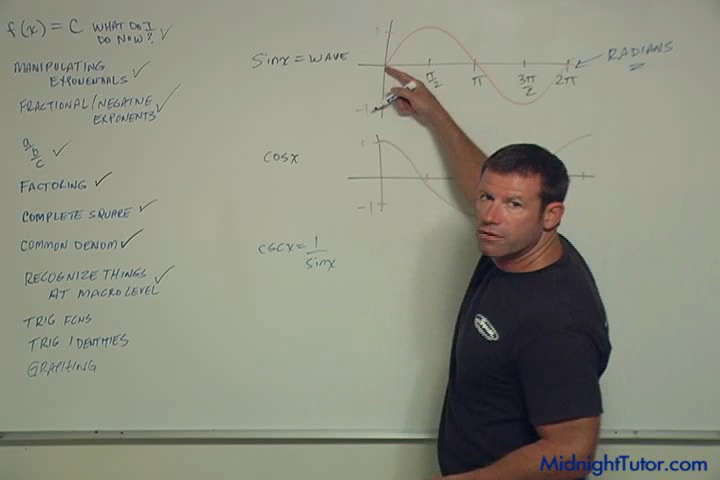 f(x) = C WHAT DO I
DO NOW? ✓
MANIPULATING
EXPONENTIALS ✓
FRACTIONAL/NEGATIVE
EXPONENTS ✓
a
b
c ✓
FACTORING ✓
COMPLETE SQUARE ✓
COMMON DENOM ✓
RECOGNIZE THINGS
AT MACRO LEVEL ✓
TRIG FCNS
TRIG IDENTITIES
GRAPHING
sinx = WAVE
1
-1
π/2
π
3π/2
2π
RADIANS
cosx
1
-1
cscx = 1/sinx
MidnightTutor.com